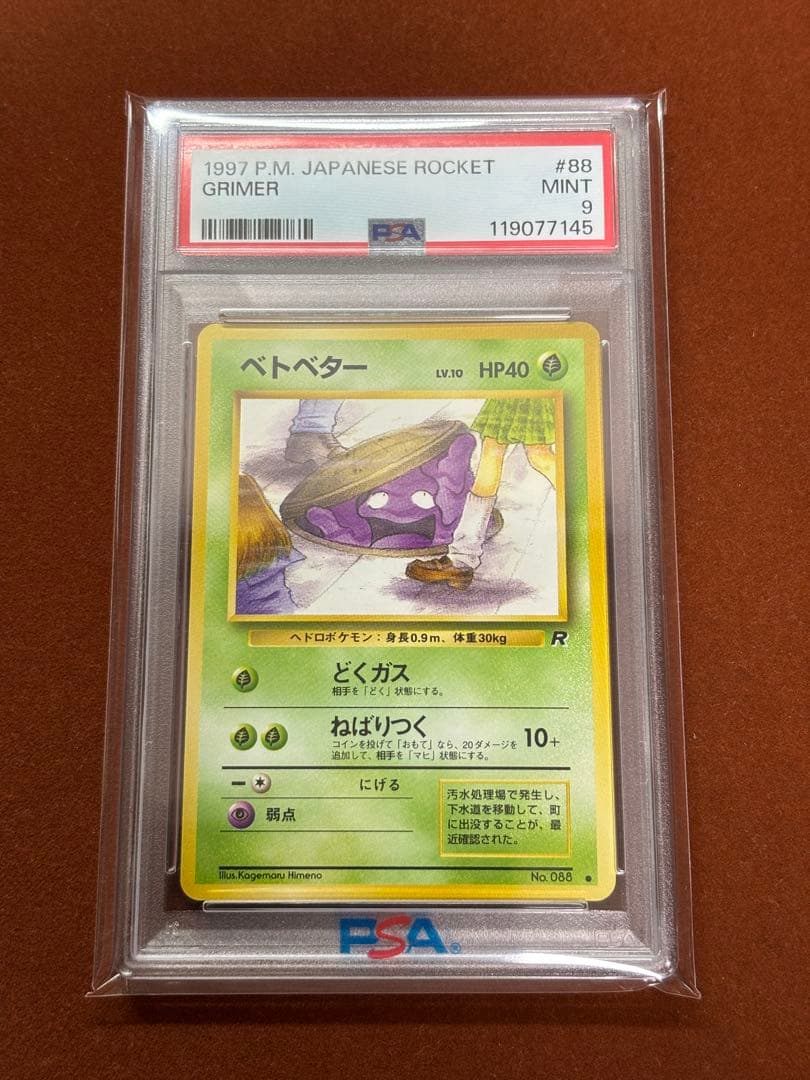 1997 P.M. JAPANESE ROCKET #88
GRIMER MINT
9
PSA 119077145
ベトベター LV.10 HP40
ヘドロポケモン：身長0.9m、体重30kg R
どくガス
相手を「どく」状態にする。
ねばりつく 10+
コインを投げて「おもて」なら、20ダメージを
追加して、相手を「マヒ」状態にする。
ー にげる
弱点
汚水処理場で発生し、
下水道を移動して、町
に出没することが、最
近確認された。
Illus.Kagemaru Himeno No.088 ●
PSA®